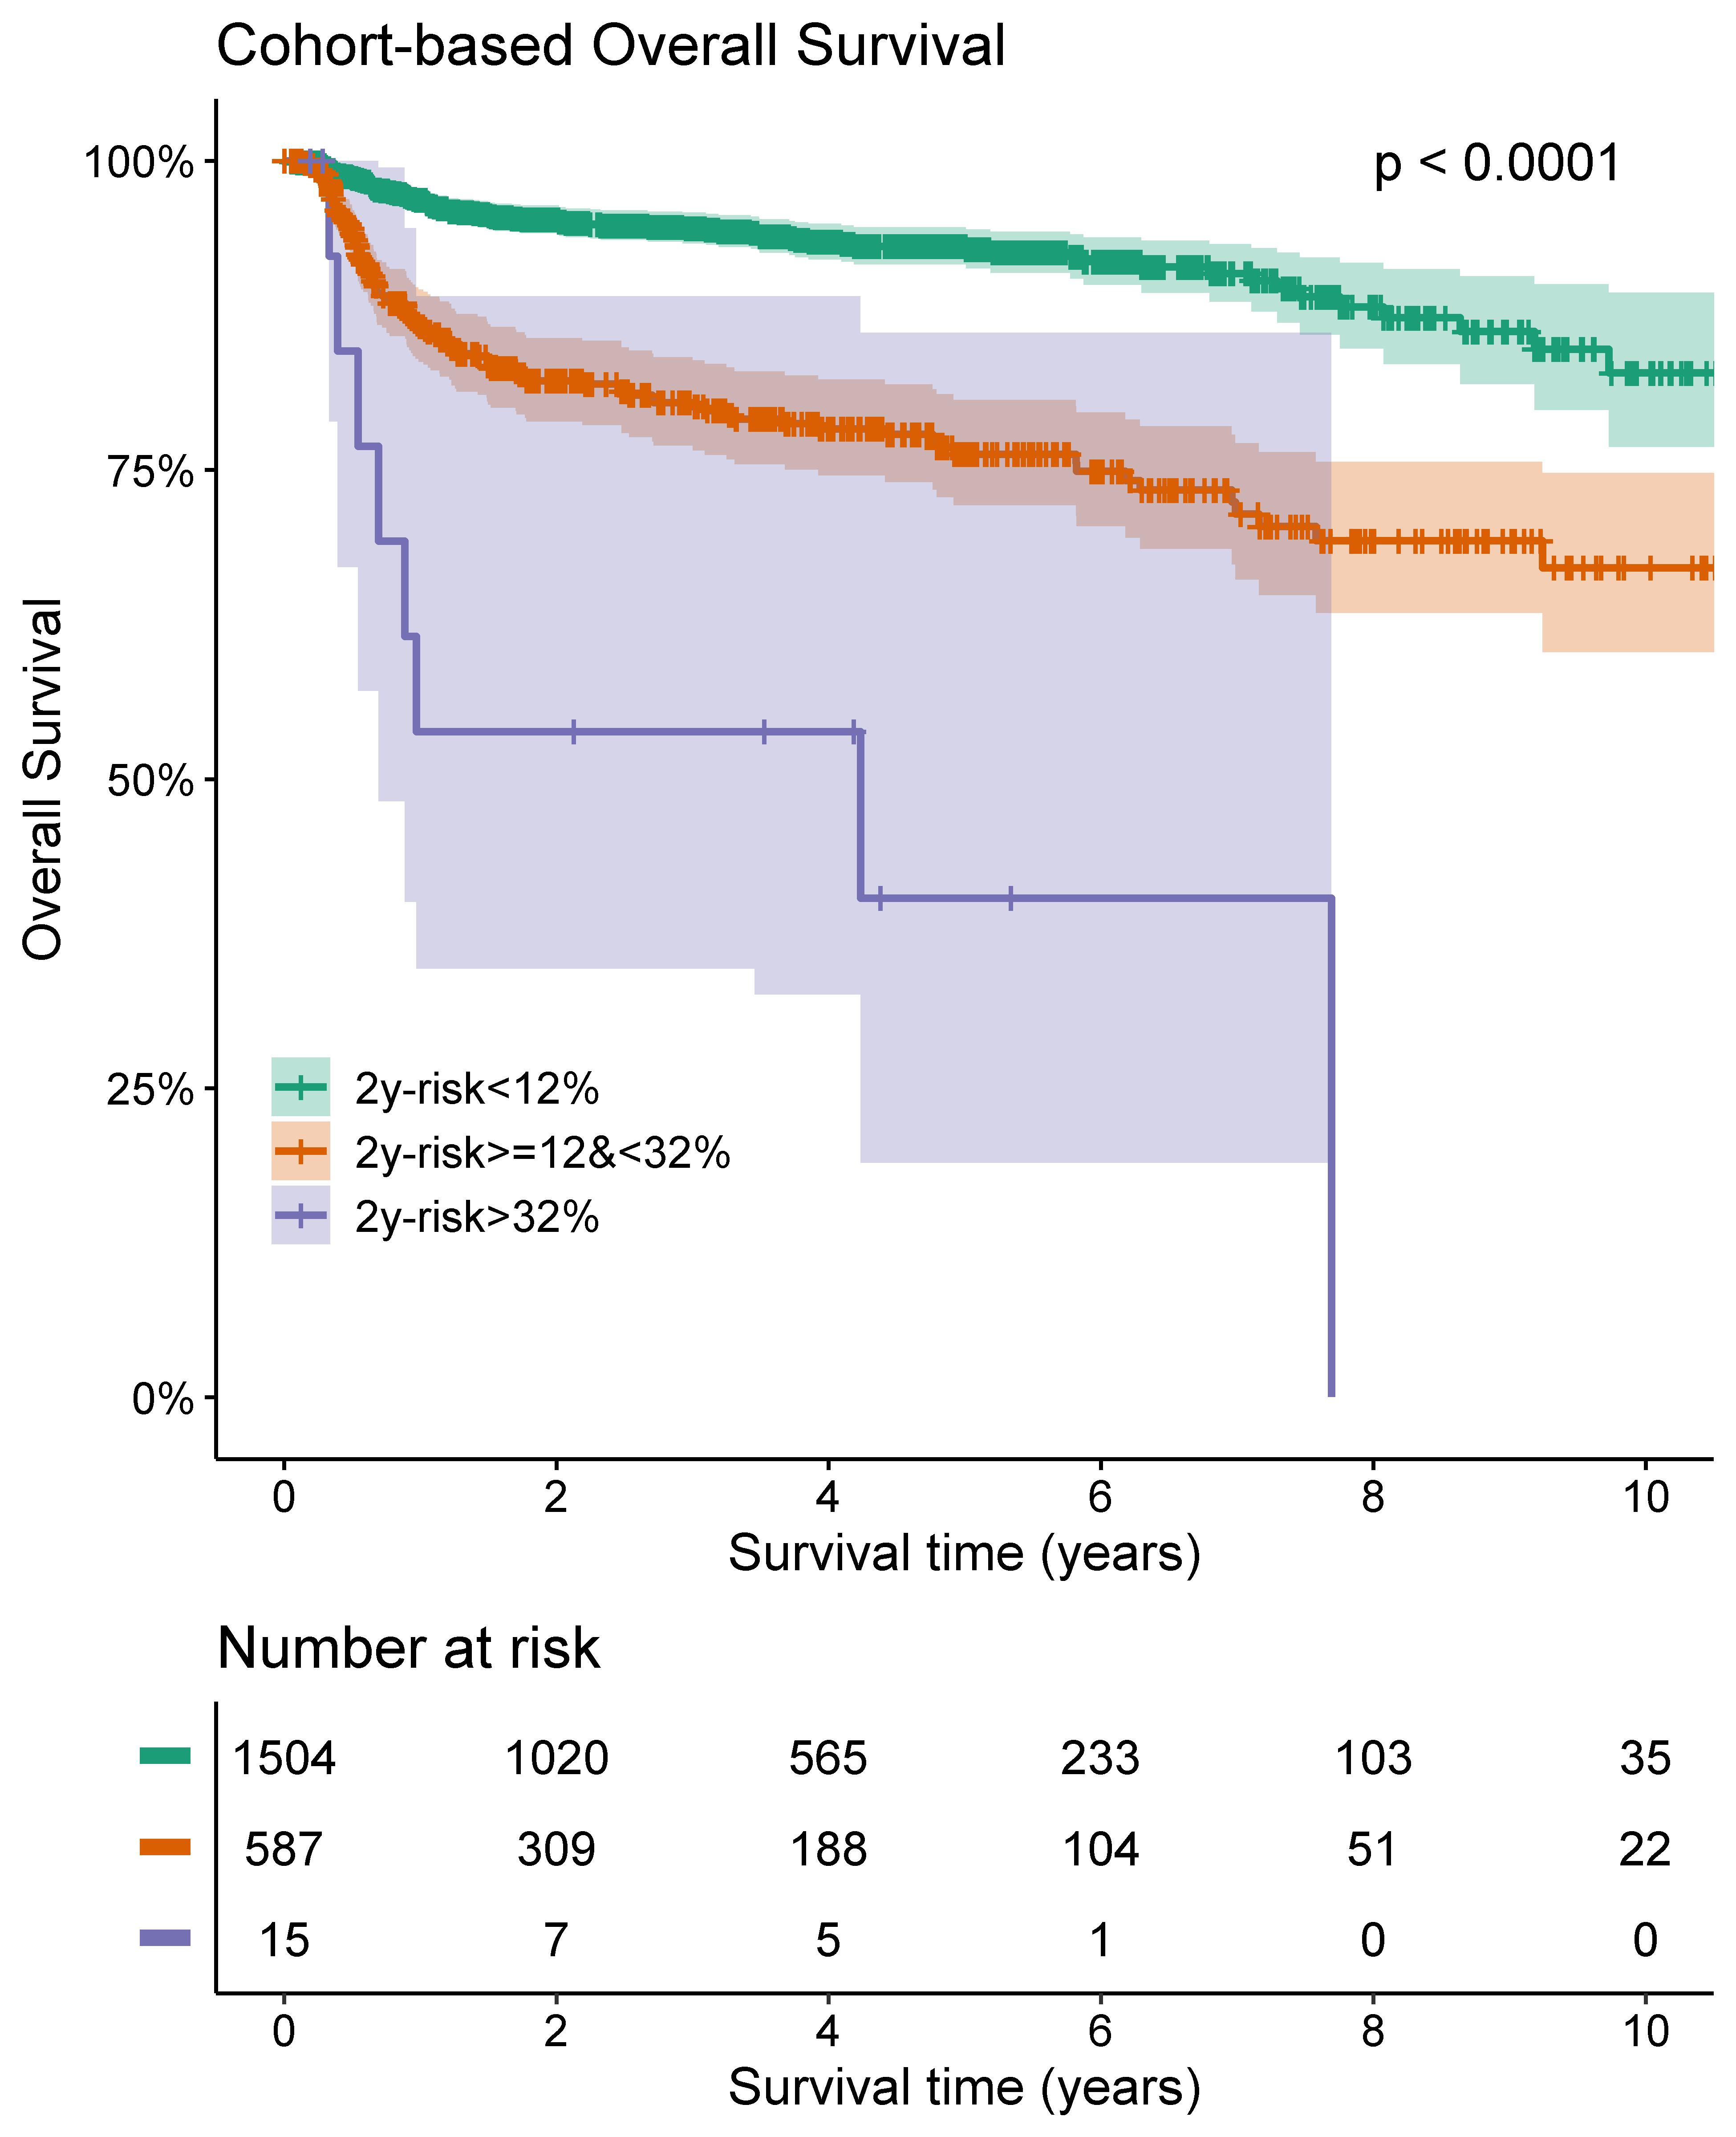 Cohort-based Overall Survival
p < 0.0001
100%
75%
50%
25%
0%
Overall Survival
2y-risk<12%
2y-risk>=12&<32%
2y-risk>32%
0 2 4 6 8 10
Survival time (years)
Number at risk
1504 1020 565 233 103 35
587 309 188 104 51 22
15 7 5 1 0 0
0 2 4 6 8 10
Survival time (years)